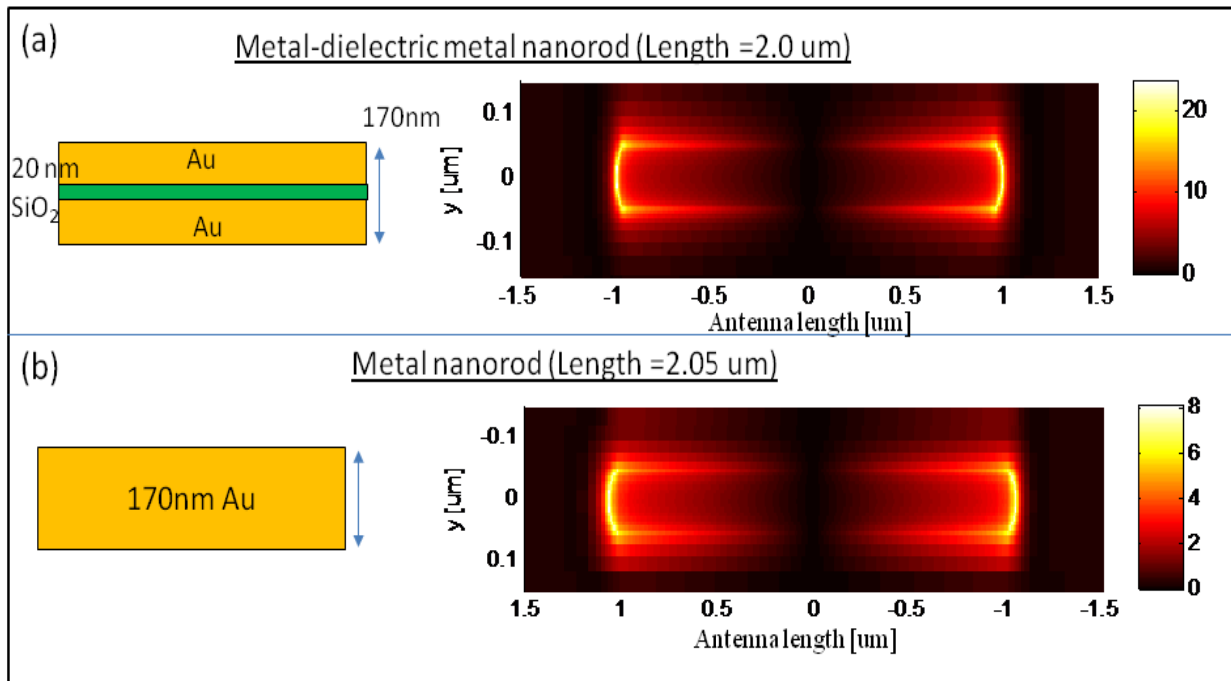 (a)
Metal-dielectric metal nanorod (Length =2.0 um)
170nm
Au
20 nm
SiO₂
Au
y [um]
0.1
0
-0.1
-1.5 -1 -0.5 0 0.5 1 1.5
Antenna length [um]
20
10
0
(b)
Metal nanorod (Length =2.05 um)
170nm Au
y [um]
-0.1
0
0.1
1.5 1 0.5 0 -0.5 -1 -1.5
Antenna length [um]
8
6
4
2
0